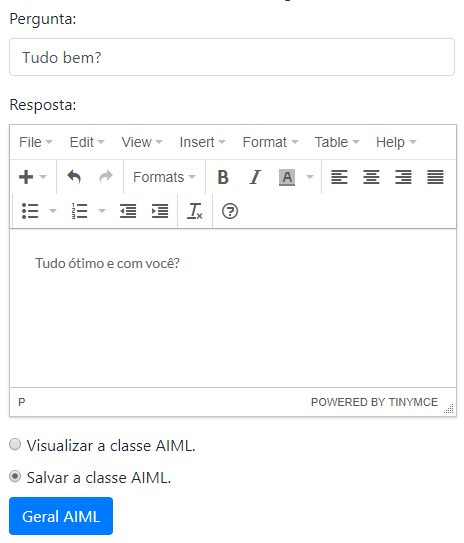 Pergunta:
Tudo bem?
Resposta:
File Edit View Insert Format Table Help
Formats B I A
Tudo ótimo e com você?
P POWERED BY TINYMCE
Visualizar a classe AIML.
Salvar a classe AIML.
Geral AIML